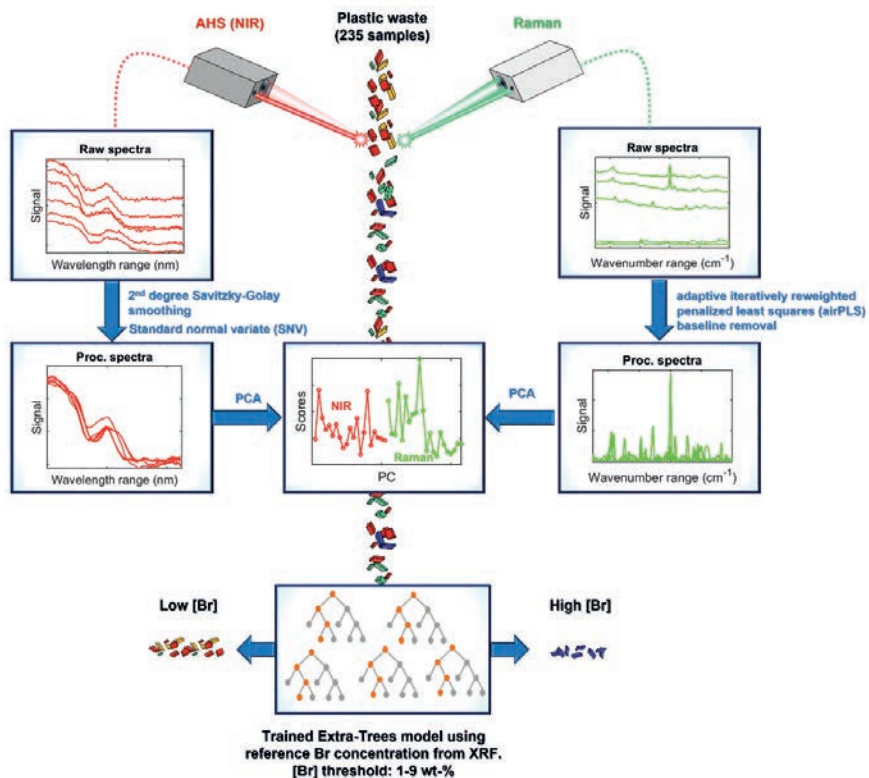 AHS (NIR)
Plastic waste
(235 samples)
Raman
Raw spectra
Signal
Wavelength range (nm)
Raw spectra
Signal
Wavenumber range (cm⁻¹)
2nd degree Savitzky-Golay
smoothing
Standard normal variate (SNV)
adaptive iteratively reweighted
penalized least squares (airPLS)
baseline removal
Proc. spectra
Signal
Wavelength range (nm)
PCA
Scores
NIR
Raman
PC
PCA
Proc. spectra
Signal
Wavenumber range (cm⁻¹)
Low [Br]
High [Br]
Trained Extra-Trees model using
reference Br concentration from XRF.
[Br] threshold: 1-9 wt-%